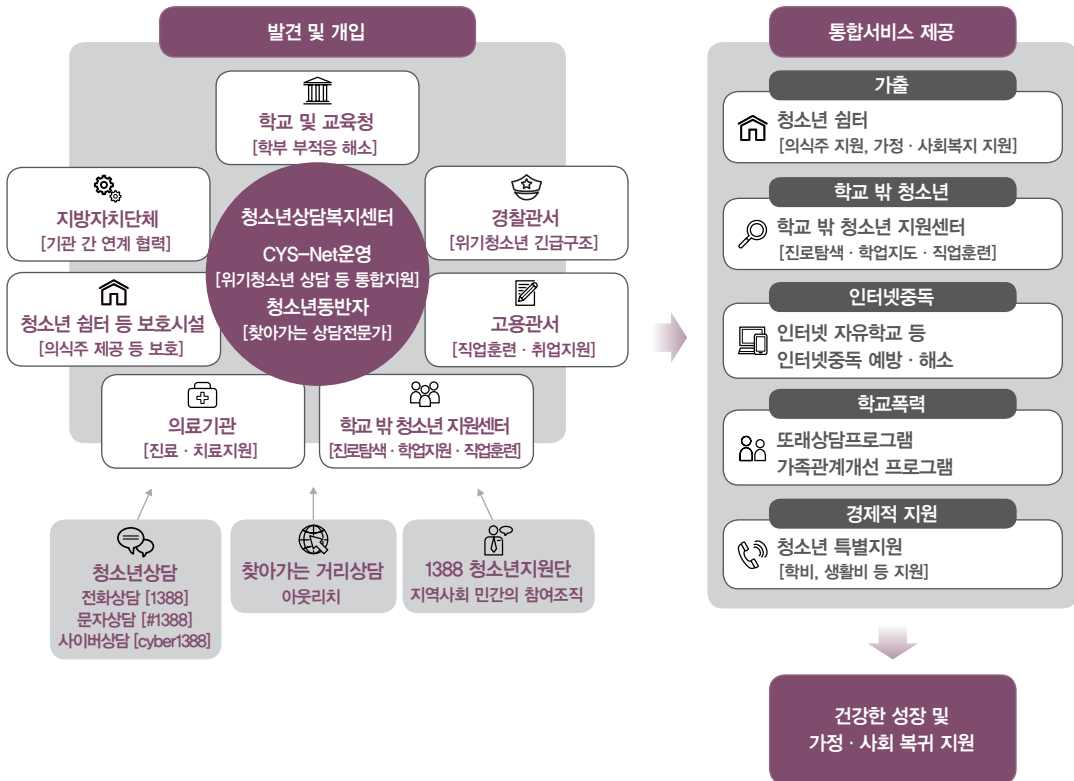 발견 및 개입
학교 및 교육청
[학부 부적응 해소]
지방자치단체
[기관 간 연계 협력]
경찰관서
[위기청소년 긴급구조]
청소년상담복지센터
CYS-Net운영
[위기청소년 상담 등 통합지원]
청소년동반자
[찾아가는 상담전문가]
청소년 쉼터 등 보호시설
[의식주 제공 등 보호]
고용관서
[직업훈련 · 취업지원]
의료기관
[진료 · 치료지원]
학교 밖 청소년 지원센터
[진로탐색 · 학업지원 · 직업훈련]
청소년상담
전화상담 [1388]
문자상담 [#1388]
사이버상담 [cyber1388]
찾아가는 거리상담
아웃리치
1388 청소년지원단
지역사회 민간의 참여조직
통합서비스 제공
가출
청소년 쉼터
[의식주 지원, 가정 · 사회복지 지원]
학교 밖 청소년
학교 밖 청소년 지원센터
[진로탐색 · 학업지도 · 직업훈련]
인터넷중독
인터넷 자유학교 등
인터넷중독 예방 · 해소
학교폭력
또래상담프로그램
가족관계개선 프로그램
경제적 지원
청소년 특별지원
[학비, 생활비 등 지원]
건강한 성장 및
가정 · 사회 복귀 지원